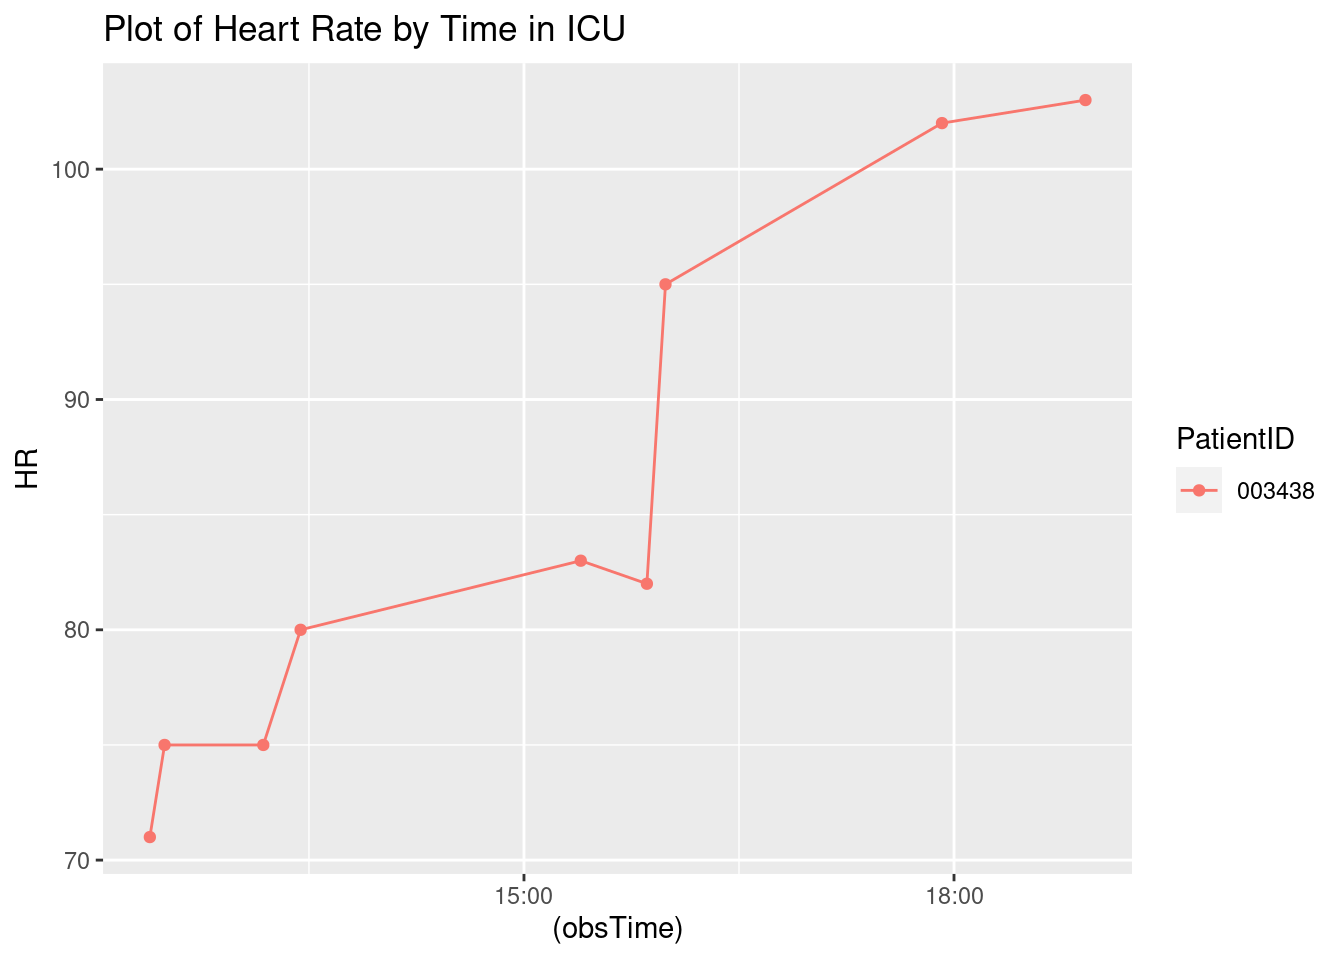 Plot of Heart Rate by Time in ICU
100
90
80
70
HR
15:00
18:00
(obsTime)
PatientID
003438